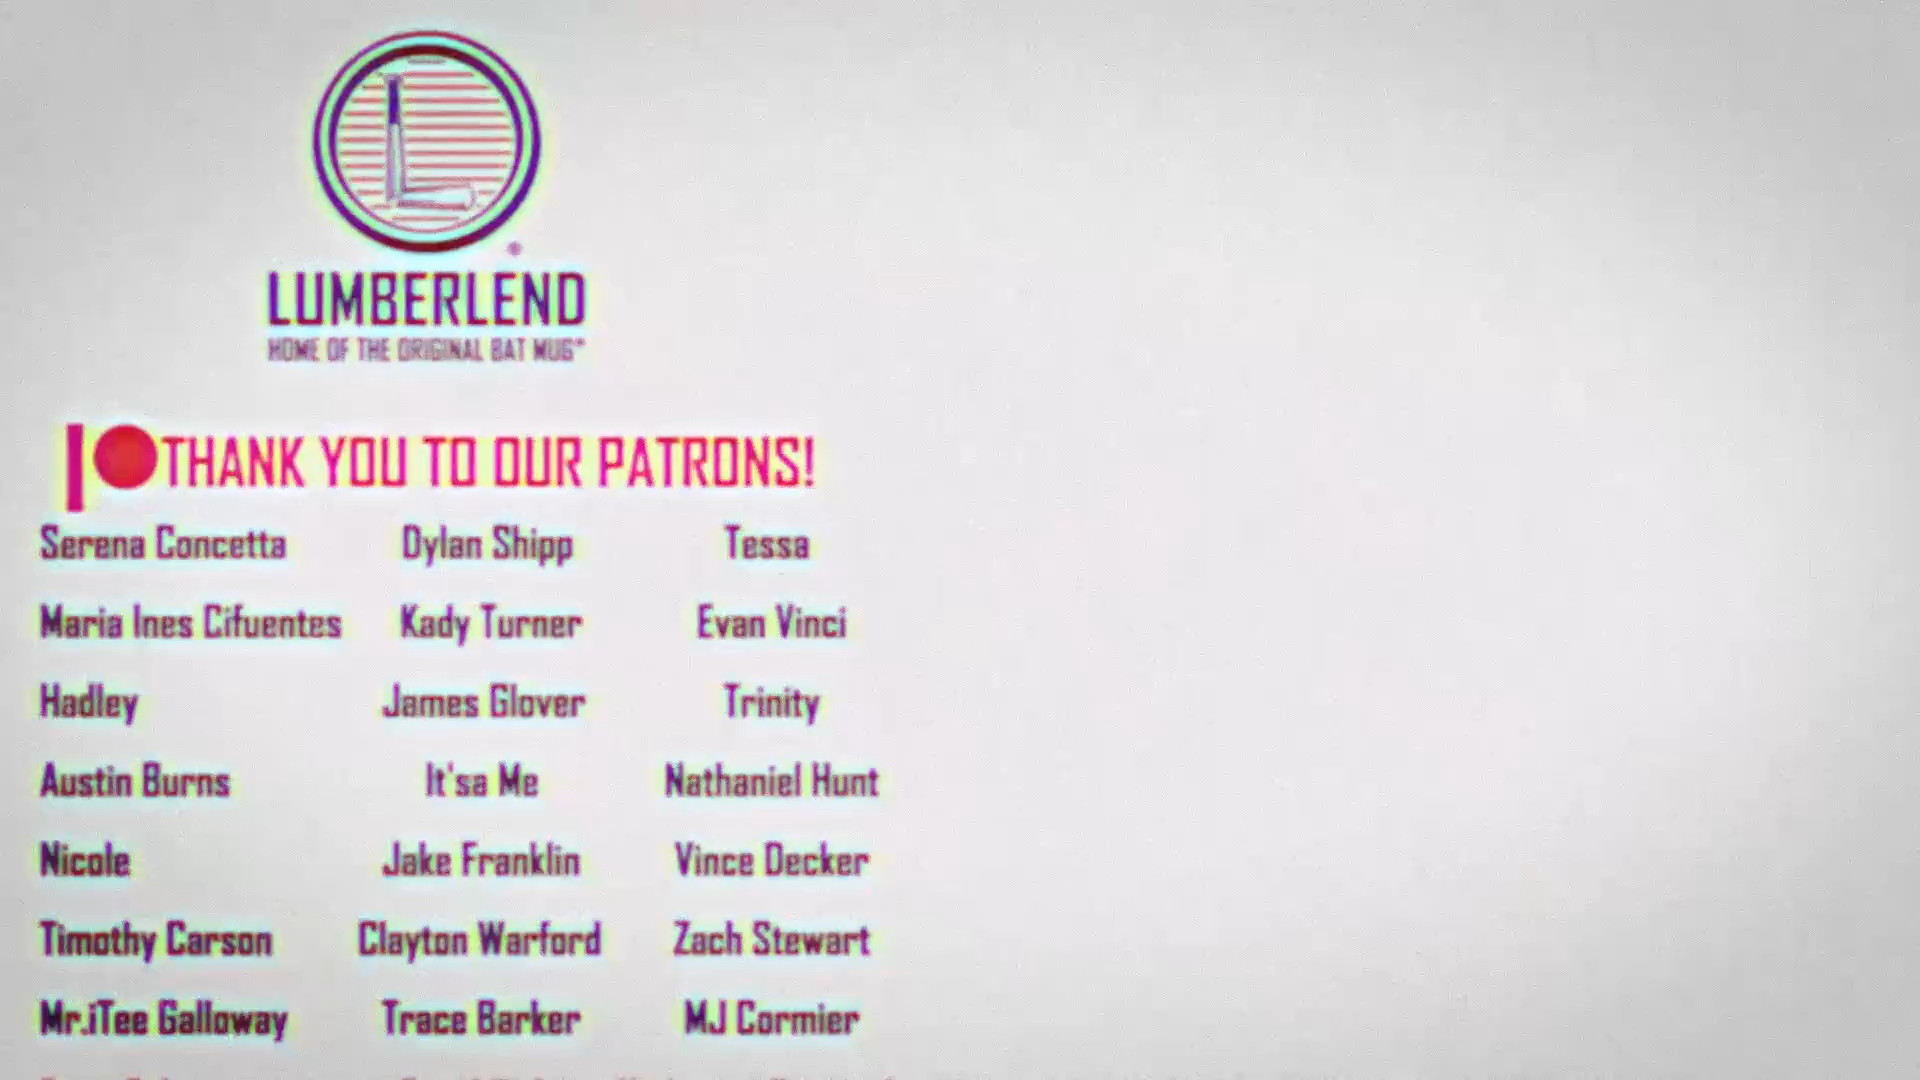 LUMBERLEND
HOME OF THE ORIGINAL BAT MUG®
THANK YOU TO OUR PATRONS!
Serena Concetta Dylan Shipp Tessa
Maria Ines Cifuentes Kady Turner Evan Vinci
Hadley James Glover Trinity
Austin Burns It'sa Me Nathaniel Hunt
Nicole Jake Franklin Vince Decker
Timothy Carson Clayton Warford Zach Stewart
Mr.iTee Galloway Trace Barker MJ Cormier